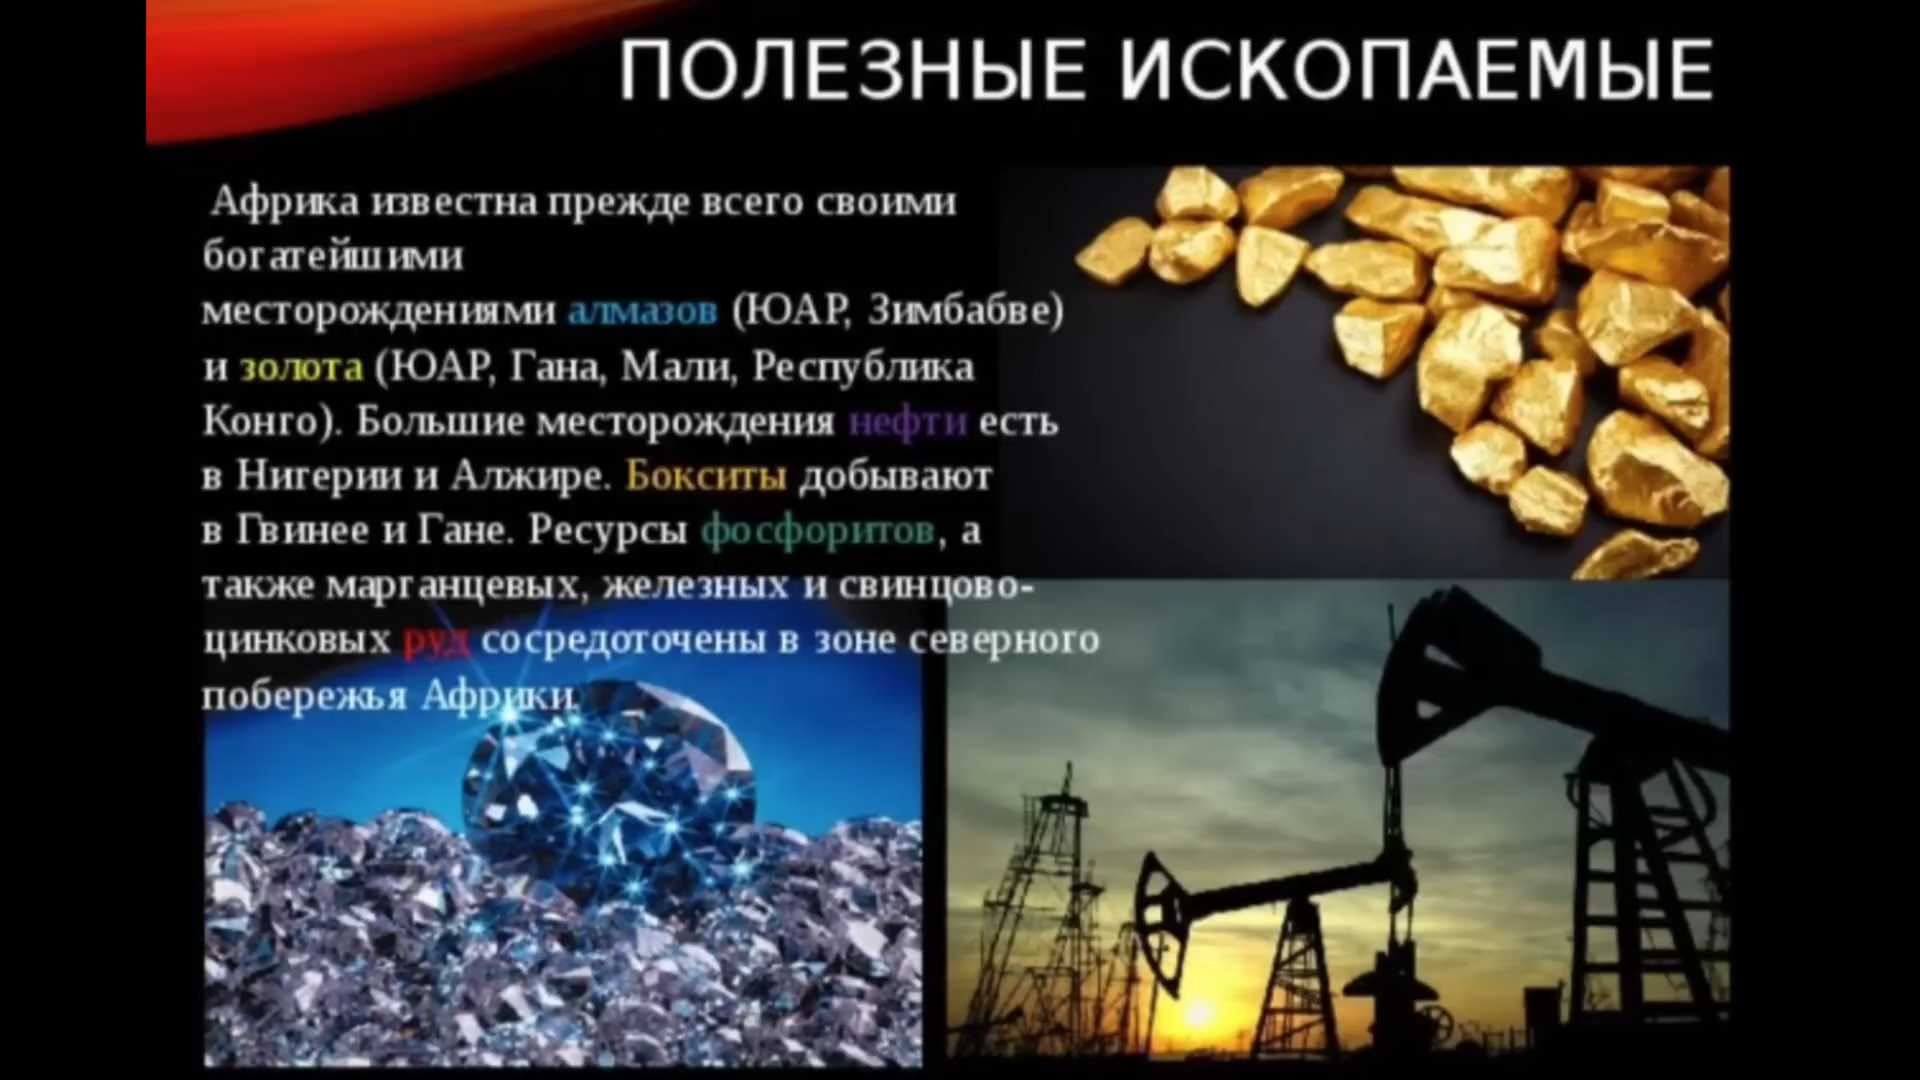 ПОЛЕЗНЫЕ ИСКОПАЕМЫЕ
Африка известна прежде всего своими
богатейшими
месторождениями алмазов (ЮАР, Зимбабве)
и золота (ЮАР, Гана, Мали, Республика
Конго). Большие месторождения нефти есть
в Нигерии и Алжире. Бокситы добывают
в Гвинее и Гане. Ресурсы фосфоритов, а
также марганцевых, железных и свинцово-
цинковых руд сосредоточены в зоне северного
побережья Африки.